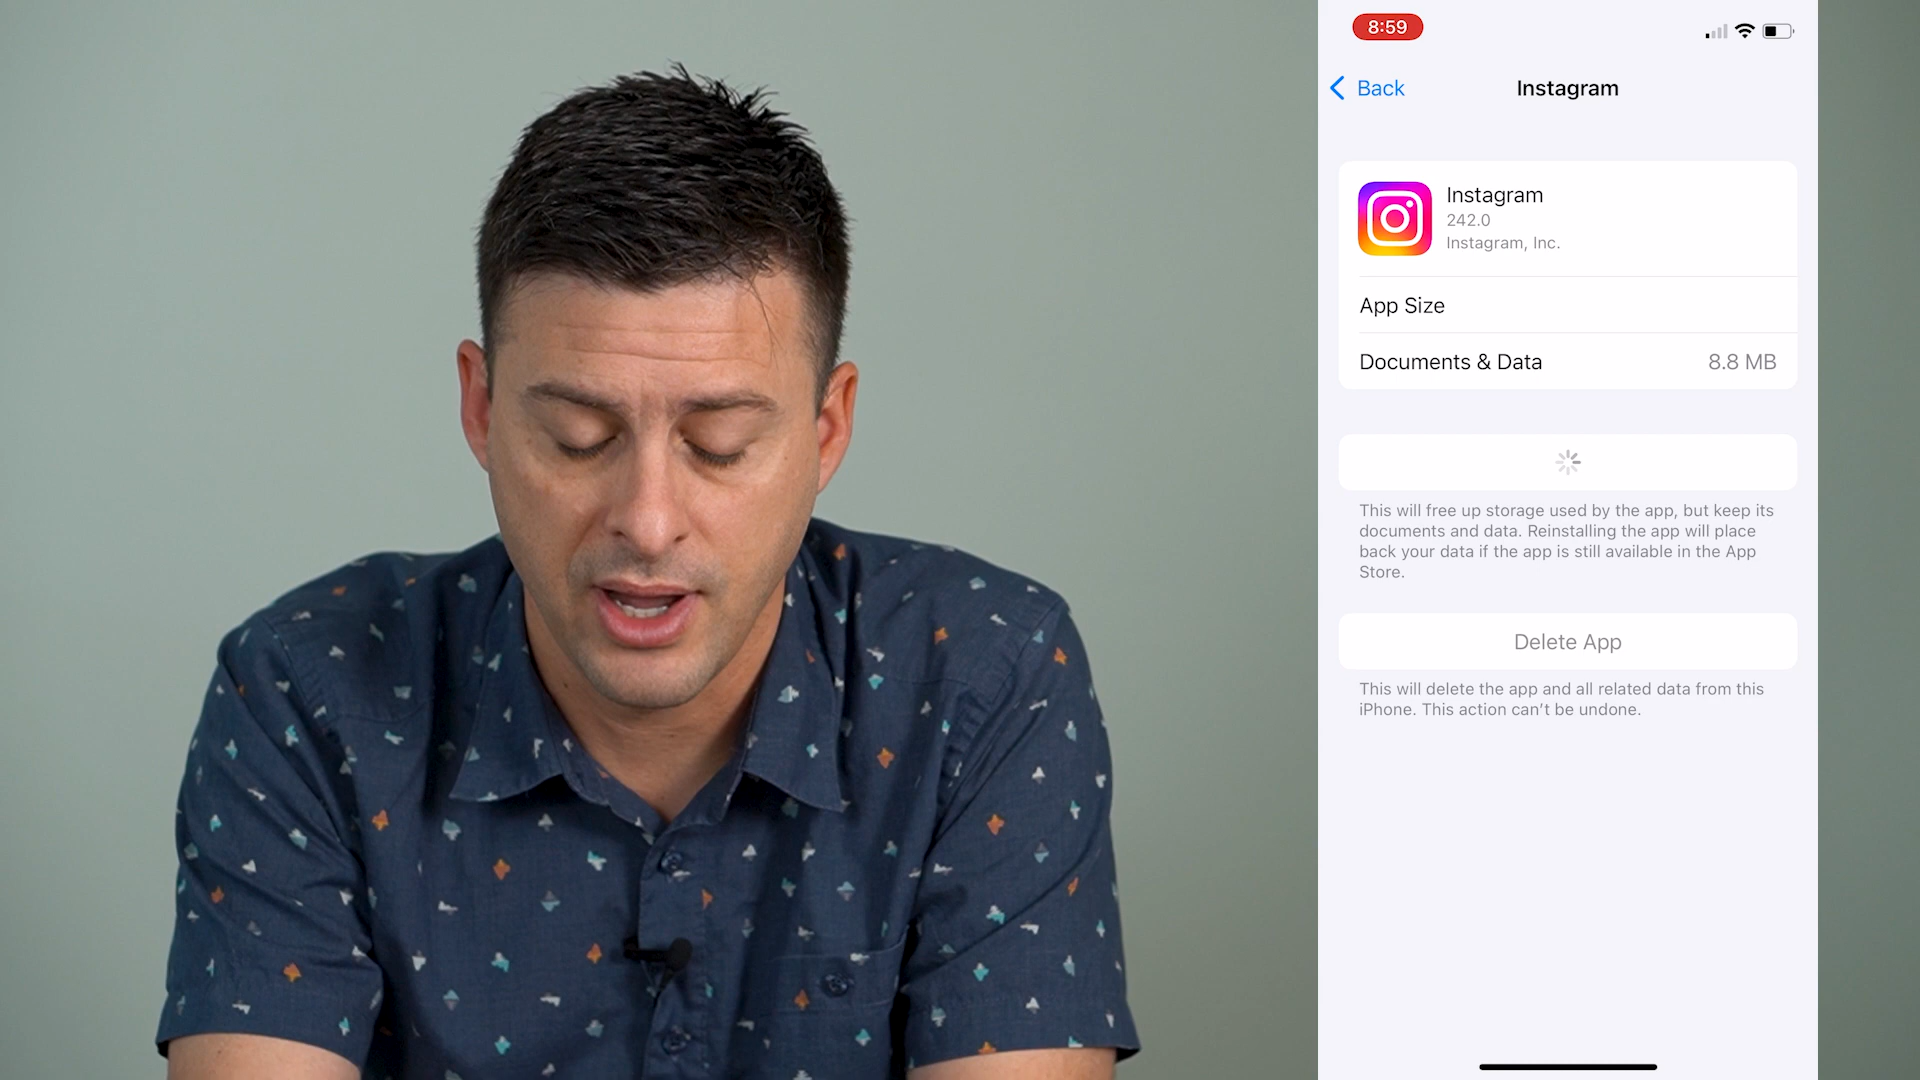 8:59
Back
Instagram
Instagram
242.0
Instagram, Inc.
App Size
Documents & Data 8.8 MB
This will free up storage used by the app, but keep its
documents and data. Reinstalling the app will place
back your data if the app is still available in the App
Store.
Delete App
This will delete the app and all related data from this
iPhone. This action can't be undone.